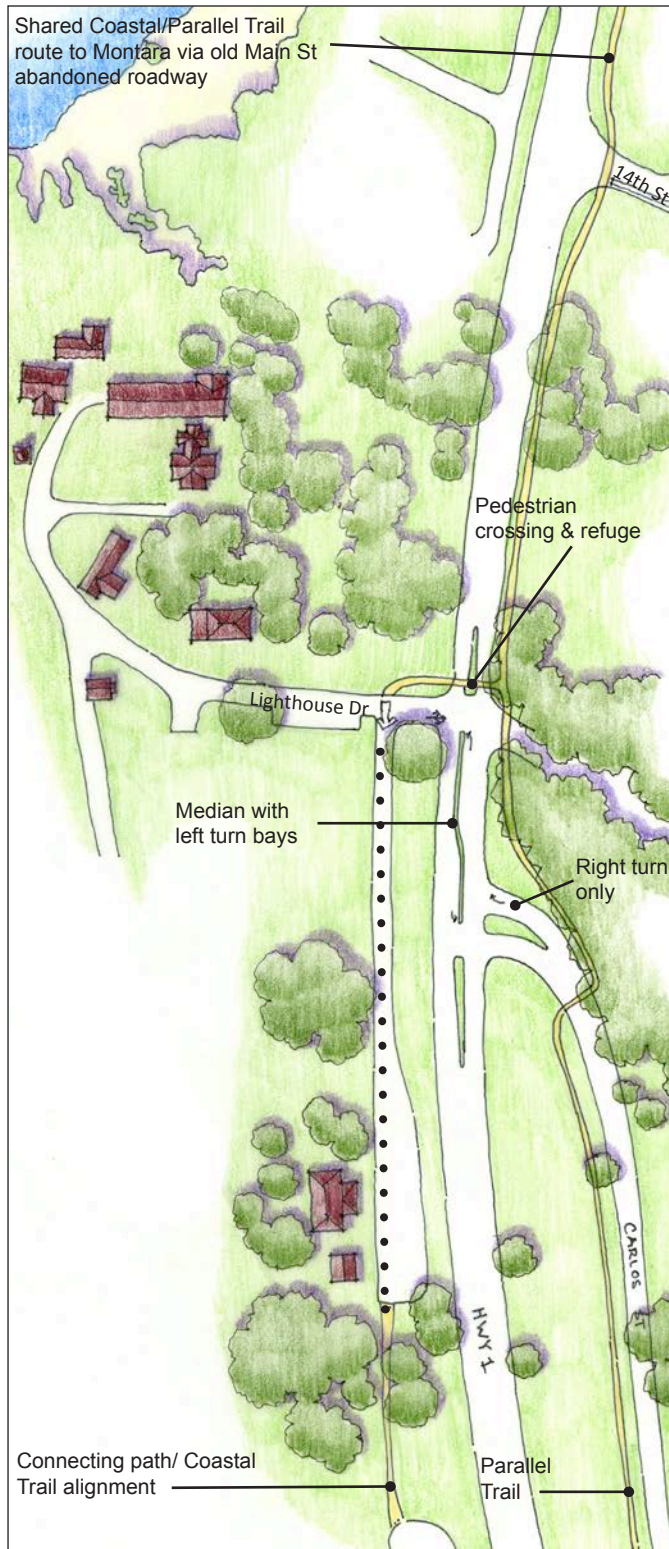 Shared Coastal/Parallel Trail
route to Montara via old Main St
abandoned roadway
14th St
Pedestrian
crossing & refuge
Lighthouse Dr
Median with
left turn bays
Right turn
only
CARLOS ST
HWY 1
Connecting path/ Coastal
Trail alignment
Parallel
Trail